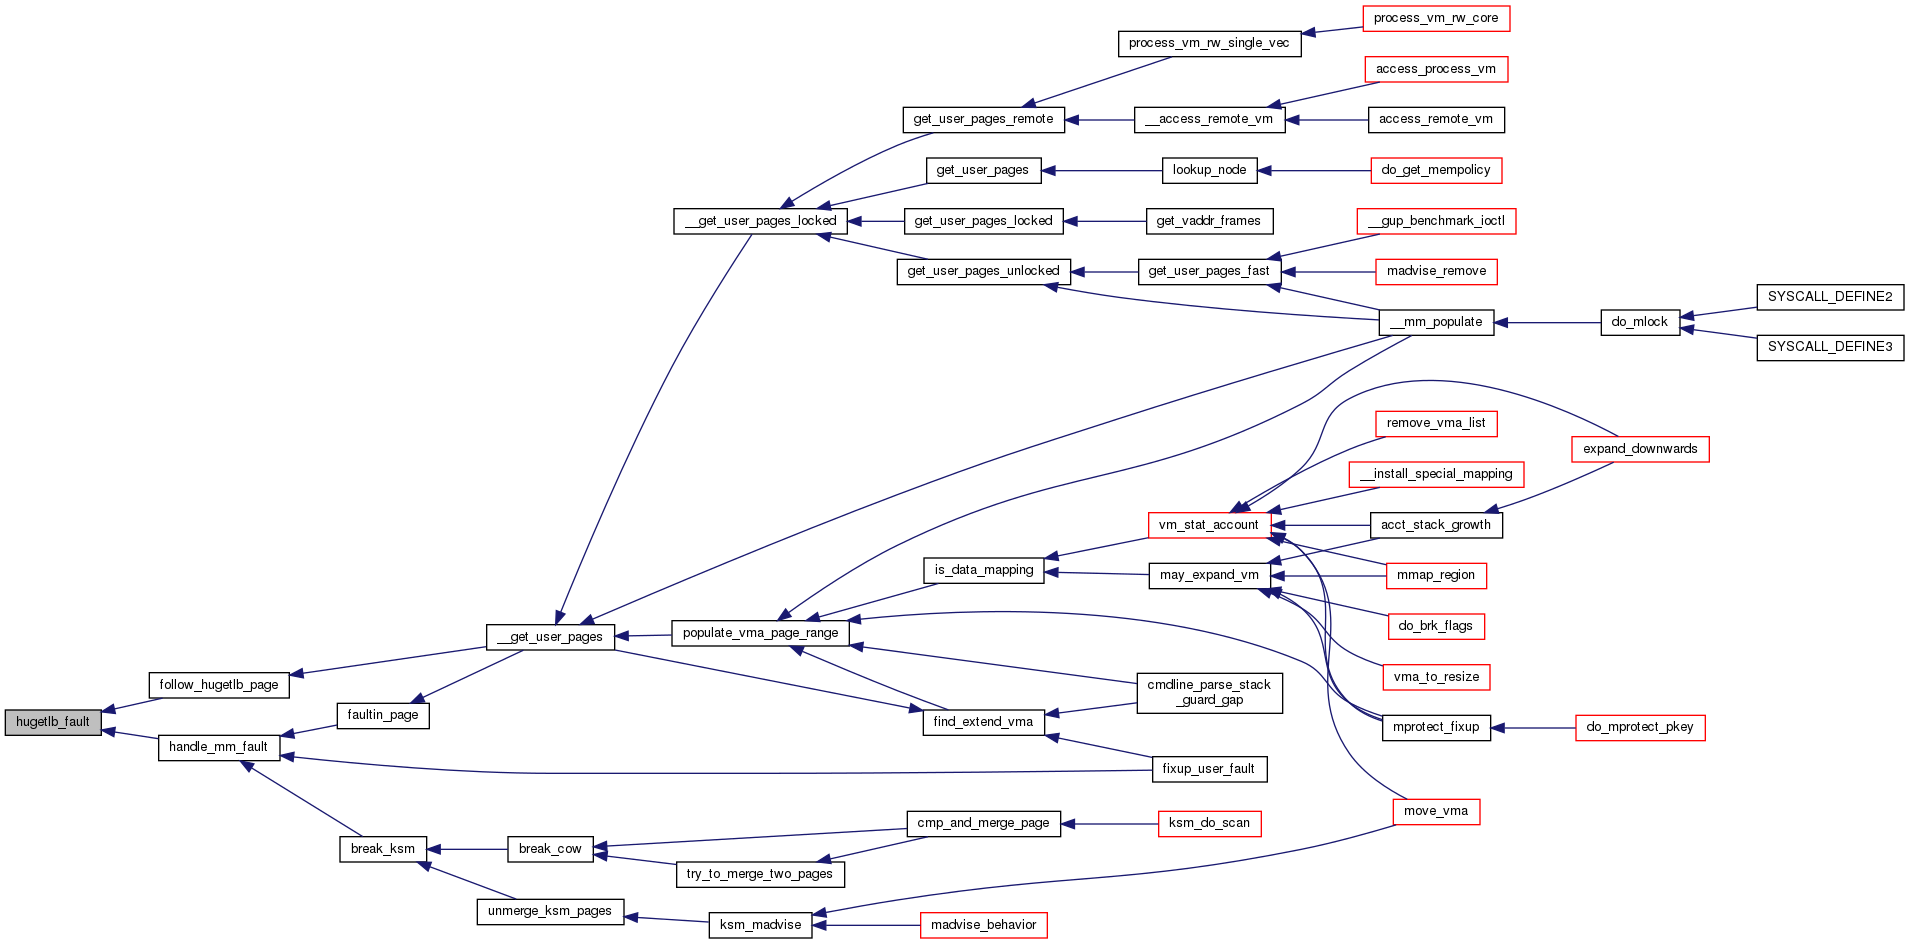 process_vm_rw_core
process_vm_rw_single_vec
access_process_vm
get_user_pages_remote
__access_remote_vm
access_remote_vm
get_user_pages
lookup_node
do_get_mempolicy
__get_user_pages_locked
get_user_pages_locked
get_vaddr_frames
__gup_benchmark_ioctl
get_user_pages_unlocked
get_user_pages_fast
madvise_remove
SYSCALL_DEFINE2
__mm_populate
do_mlock
SYSCALL_DEFINE3
remove_vma_list
expand_downwards
__install_special_mapping
vm_stat_account
acct_stack_growth
is_data_mapping
may_expand_vm
mmap_region
do_brk_flags
__get_user_pages
populate_vma_page_range
vma_to_resize
follow_hugetlb_page
cmdline_parse_stack
_guard_gap
hugetlb_fault
faultin_page
find_extend_vma
mprotect_fixup
do_mprotect_pkey
handle_mm_fault
fixup_user_fault
move_vma
cmp_and_merge_page
ksm_do_scan
break_ksm
break_cow
try_to_merge_two_pages
unmerge_ksm_pages
ksm_madvise
madvise_behavior